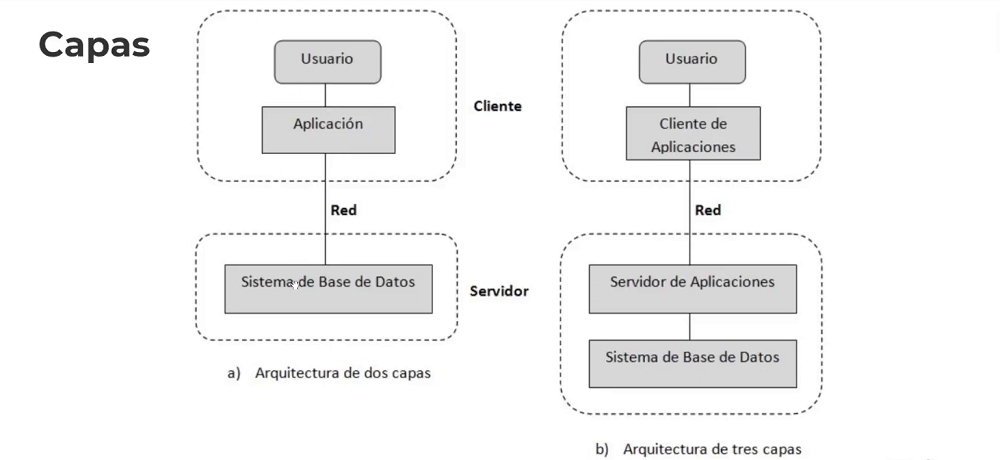 Capas
Usuario
Aplicación
Cliente
Red
Sistema de Base de Datos
Servidor
a) Arquitectura de dos capas
Usuario
Cliente de
Aplicaciones
Red
Servidor de Aplicaciones
Sistema de Base de Datos
b) Arquitectura de tres capas